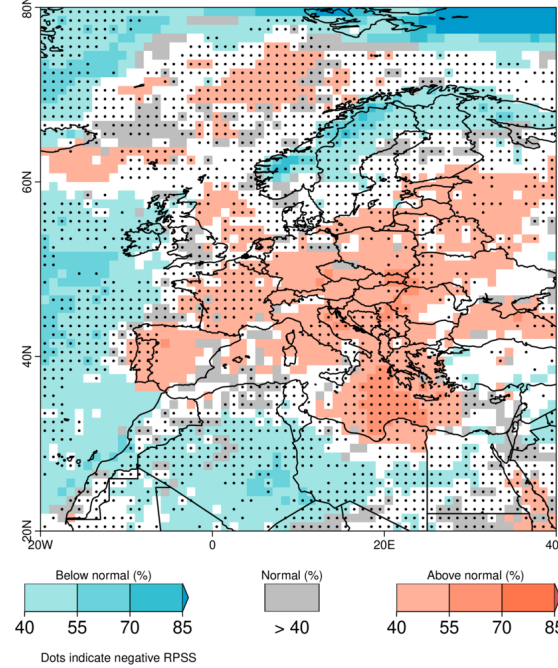 80N
60N
40N
20N
20W 0 20E 40
Below normal (%) Normal (%) Above normal (%)
40 55 70 85 > 40 40 55 70 85
Dots indicate negative RPSS